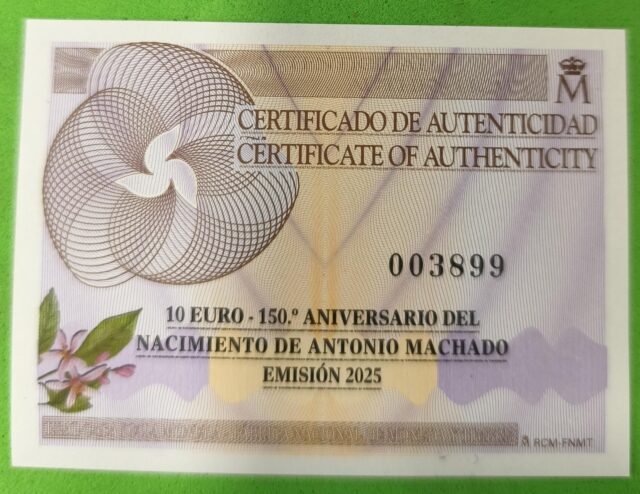 M
CERTIFICADO DE AUTENTICIDAD
CERTIFICATE OF AUTHENTICITY
003899
10 EURO - 150.º ANIVERSARIO DEL
NACIMIENTO DE ANTONIO MACHADO
EMISIÓN 2025
RCM-FNMT